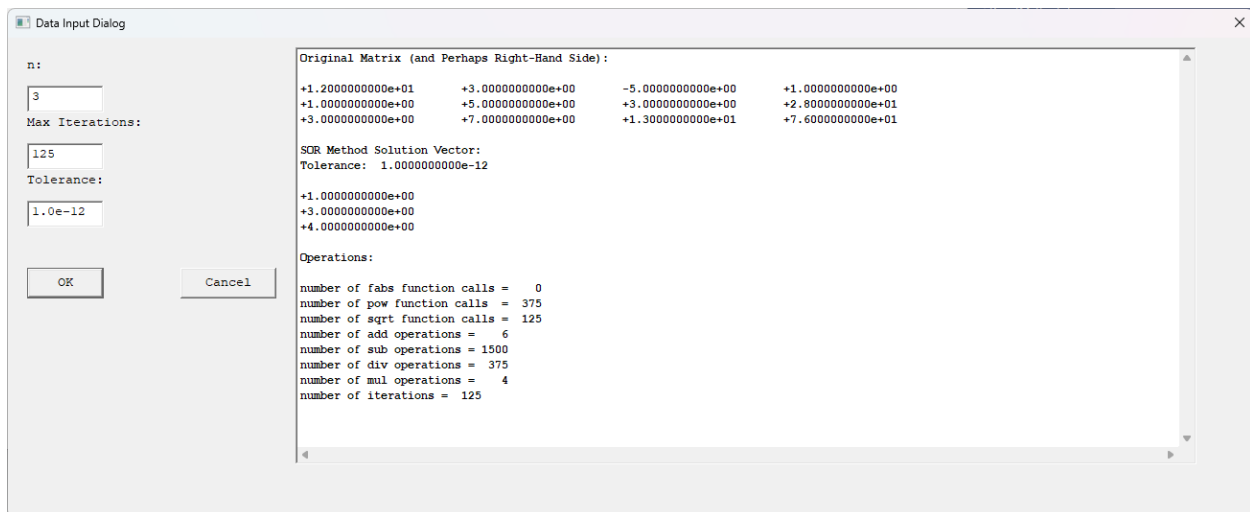 Data Input Dialog
n:
3
Max Iterations:
125
Tolerance:
1.0e-12
OK
Cancel
Original Matrix (and Perhaps Right-Hand Side):
+1.2000000000e+01 +3.0000000000e+00 -5.0000000000e+00 +1.0000000000e+00
+1.0000000000e+00 +5.0000000000e+00 +3.0000000000e+00 +2.8000000000e+01
+3.0000000000e+00 +7.0000000000e+00 +1.3000000000e+01 +7.6000000000e+01
SOR Method Solution Vector:
Tolerance: 1.0000000000e-12
+1.0000000000e+00
+3.0000000000e+00
+4.0000000000e+00
Operations:
number of fabs function calls = 0
number of pow function calls = 375
number of sqrt function calls = 125
number of add operations = 6
number of sub operations = 1500
number of div operations = 375
number of mul operations = 4
number of iterations = 125